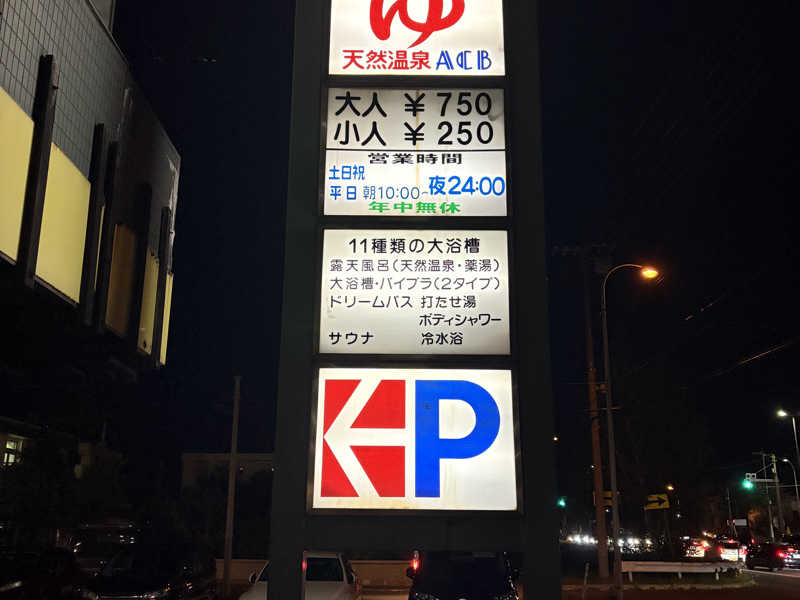 ゆ
天然温泉 ACB
大人 ¥ 750
小人 ¥ 250
営業時間
土日祝
平日 朝10:00~夜24:00
年中無休
11種類の大浴槽
露天風呂(天然温泉・薬湯)
大浴槽・バイブラ(2タイプ)
ドリームバス 打たせ湯
ボディシャワー
サウナ 冷水浴
P